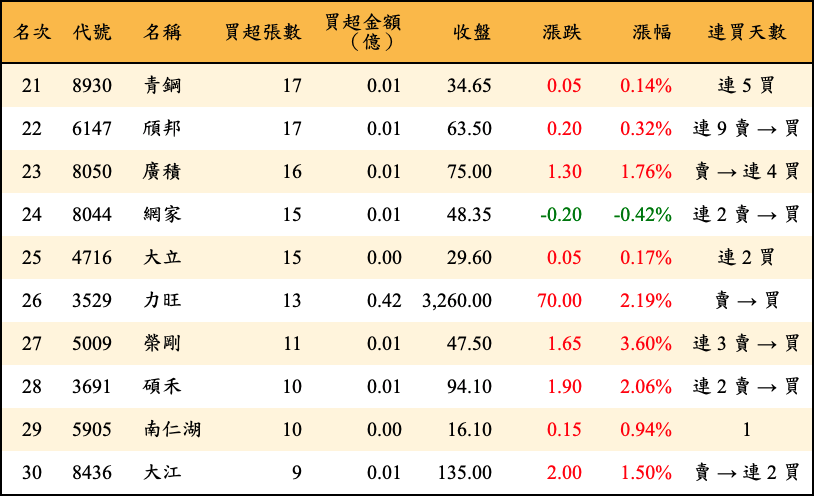 名次 代號 名稱 買超張數 買超金額（億） 收盤 漲跌 漲幅 連買天數
21 8930 青鋼 17 0.01 34.65 0.05 0.14% 連 5 買
22 6147 頎邦 17 0.01 63.50 0.20 0.32% 連 9 賣 → 買
23 8050 廣積 16 0.01 75.00 1.30 1.76% 賣 → 連 4 買
24 8044 網家 15 0.01 48.35 -0.20 -0.42% 連 2 賣 → 買
25 4716 大立 15 0.00 29.60 0.05 0.17% 連 2 買
26 3529 力旺 13 0.42 3,260.00 70.00 2.19% 賣 → 買
27 5009 榮剛 11 0.01 47.50 1.65 3.60% 連 3 賣 → 買
28 3691 碩禾 10 0.01 94.10 1.90 2.06% 連 2 賣 → 買
29 5905 南仁湖 10 0.00 16.10 0.15 0.94% 1
30 8436 大江 9 0.01 135.00 2.00 1.50% 賣 → 連 2 買